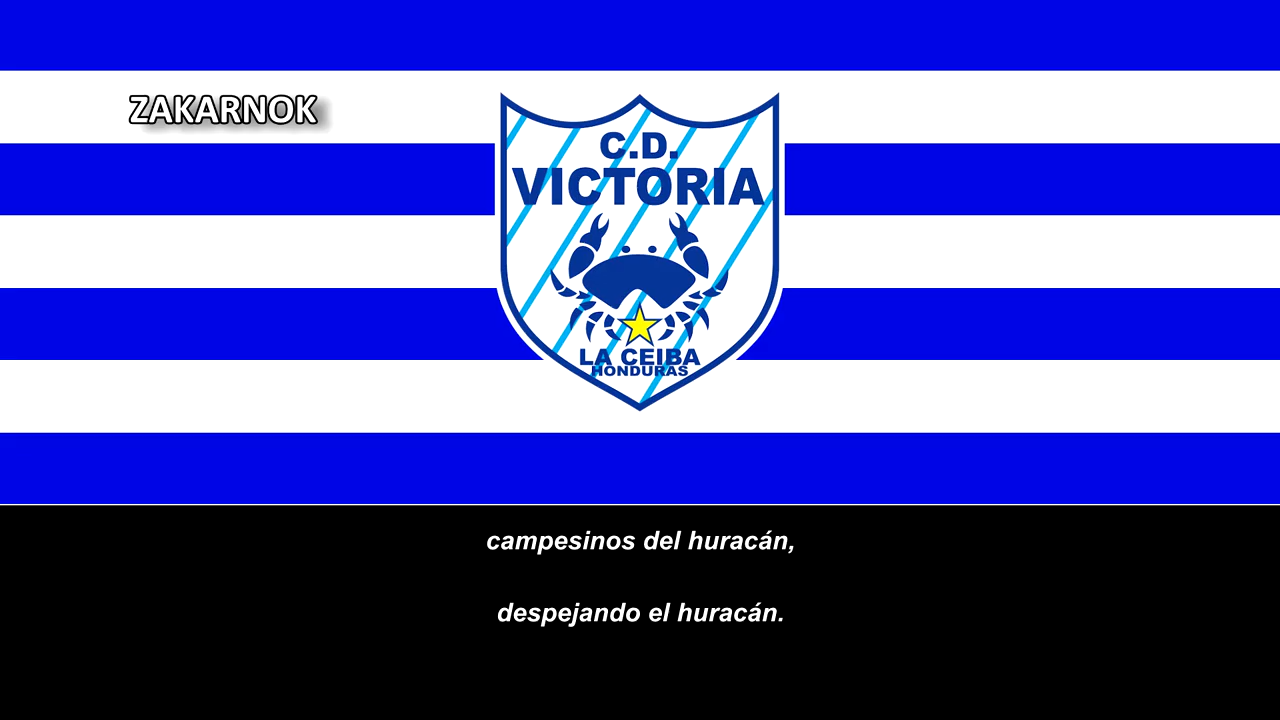 ZAKARNOK
C.D.
VICTORIA
LA CEIBA
HONDURAS
campesinos del huracán,
despejando el huracán.